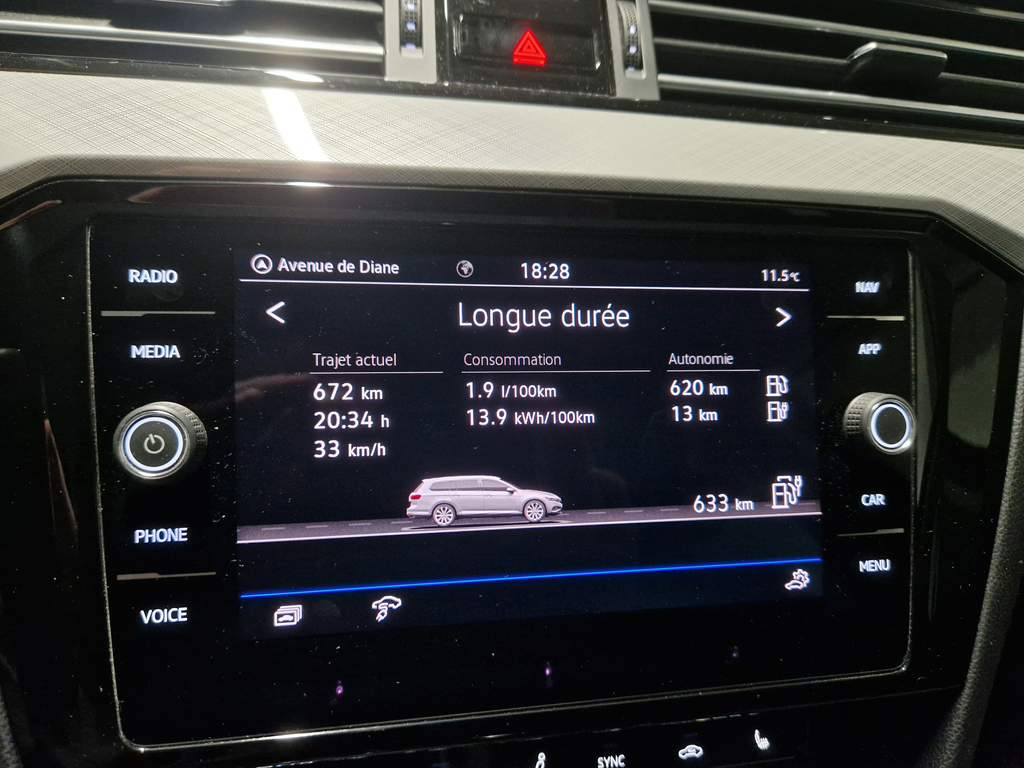 RADIO
MEDIA
PHONE
VOICE
Avenue de Diane 18:28 11.5°C
< Longue durée >
Trajet actuel Consommation Autonomie
672 km 1.9 l/100km 620 km
20:34 h 13.9 kWh/100km 13 km
33 km/h
633 km
NAV
APP
CAR
MENU
SYNC